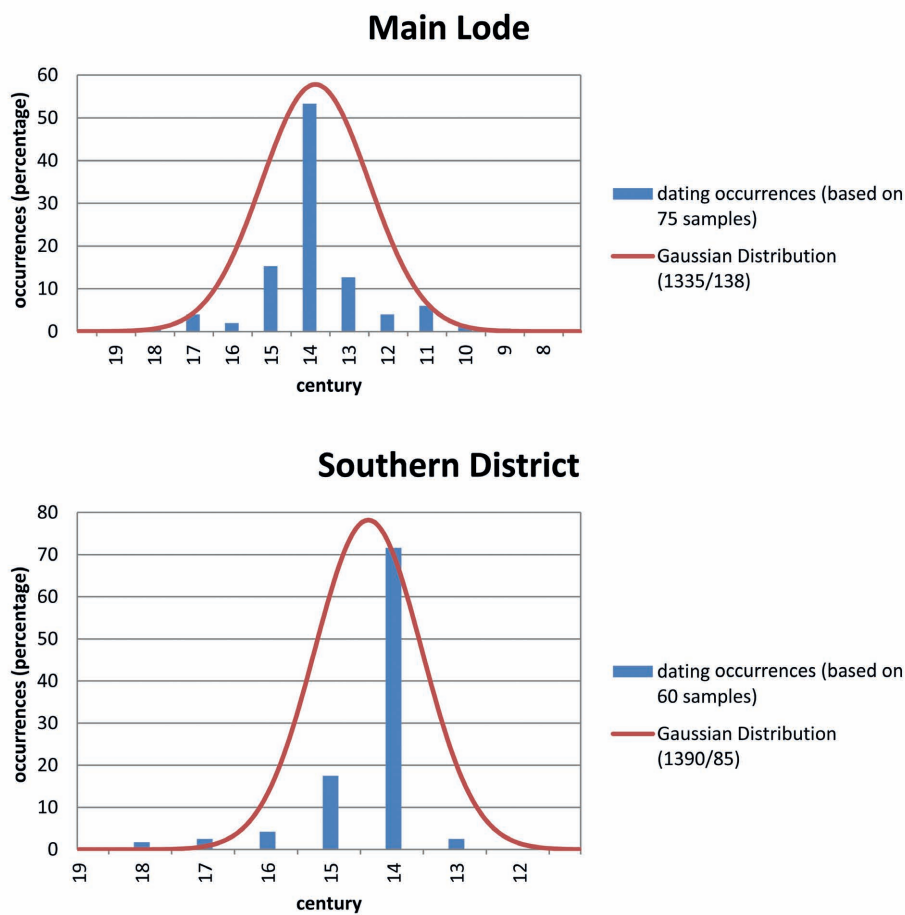 Main Lode
60
50
40
30
20
10
0
occurrences (percentage)
19 18 17 16 15 14 13 12 11 10 9 8
century
dating occurrences (based on
75 samples)
Gaussian Distribution
(1335/138)
Southern District
80
70
60
50
40
30
20
10
0
occurrences (percentage)
19 18 17 16 15 14 13 12
century
dating occurrences (based on
60 samples)
Gaussian Distribution
(1390/85)